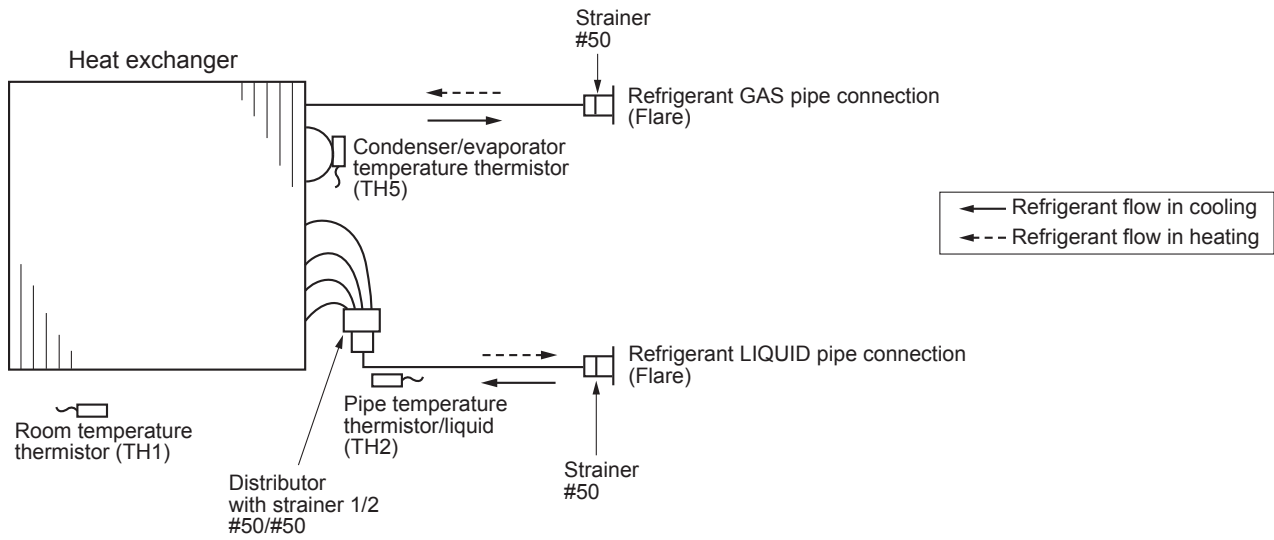 Strainer
#50
Heat exchanger
Refrigerant GAS pipe connection
(Flare)
Condenser/evaporator
temperature thermistor
(TH5)
Refrigerant flow in cooling
Refrigerant flow in heating
Refrigerant LIQUID pipe connection
(Flare)
Pipe temperature
thermistor/liquid
(TH2)
Room temperature
thermistor (TH1)
Strainer
#50
Distributor
with strainer 1/2
#50/#50